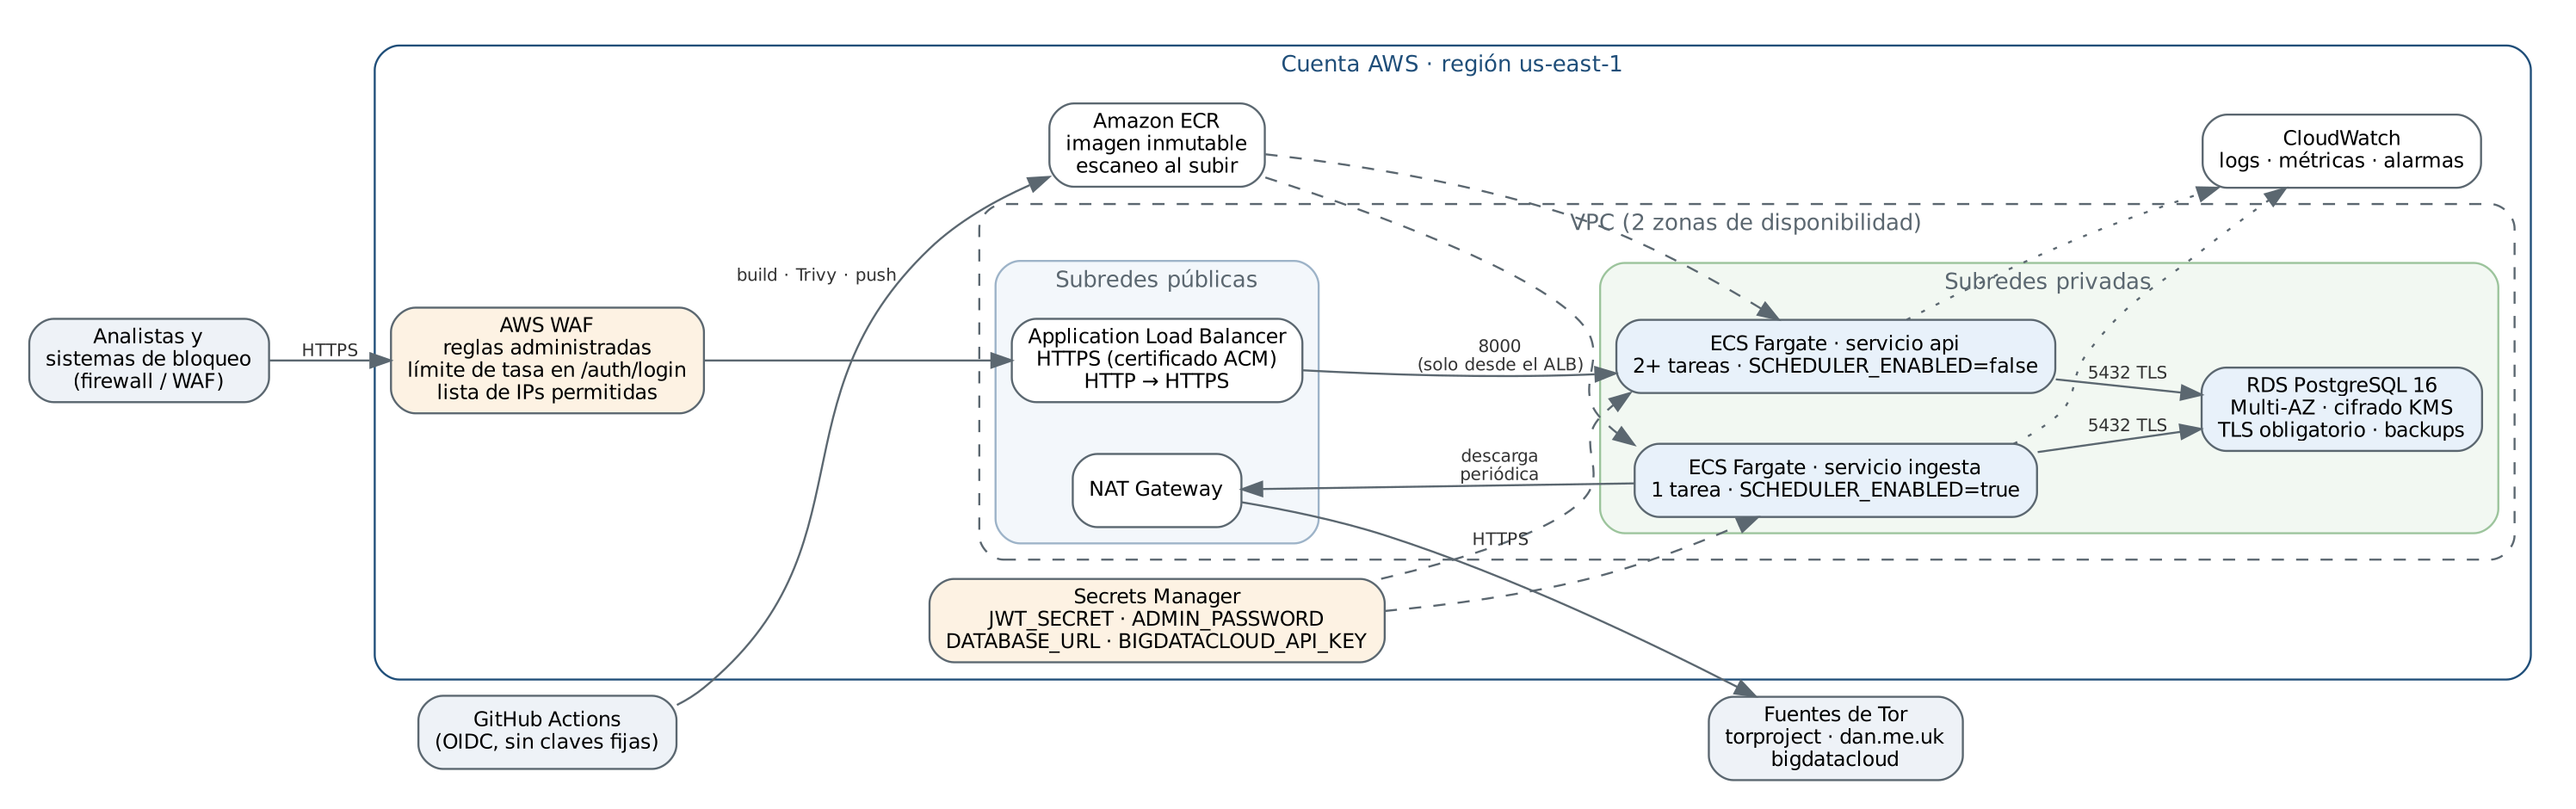 Cuenta AWS · región us-east-1
Amazon ECR
imagen inmutable
escaneo al subir
CloudWatch
logs · métricas · alarmas
VPC (2 zonas de disponibilidad)
build · Trivy · push
Subredes públicas
Subredes privadas
Analistas y
sistemas de bloqueo
(firewall / WAF)
HTTPS
AWS WAF
reglas administradas
límite de tasa en /auth/login
lista de IPs permitidas
Application Load Balancer
HTTPS (certificado ACM)
HTTP → HTTPS
8000
(solo desde el ALB)
ECS Fargate · servicio api
2+ tareas · SCHEDULER_ENABLED=false
5432 TLS
RDS PostgreSQL 16
Multi-AZ · cifrado KMS
TLS obligatorio · backups
5432 TLS
NAT Gateway
descarga
periódica
ECS Fargate · servicio ingesta
1 tarea · SCHEDULER_ENABLED=true
HTTPS
Secrets Manager
JWT_SECRET · ADMIN_PASSWORD
DATABASE_URL · BIGDATACLOUD_API_KEY
GitHub Actions
(OIDC, sin claves fijas)
Fuentes de Tor
torproject · dan.me.uk
bigdatacloud